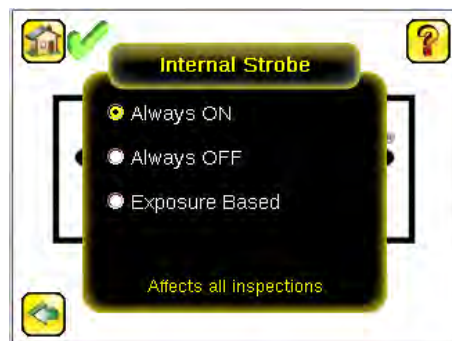 ?
Internal Strobe
Always ON
Always OFF
Exposure Based
Affects all inspections